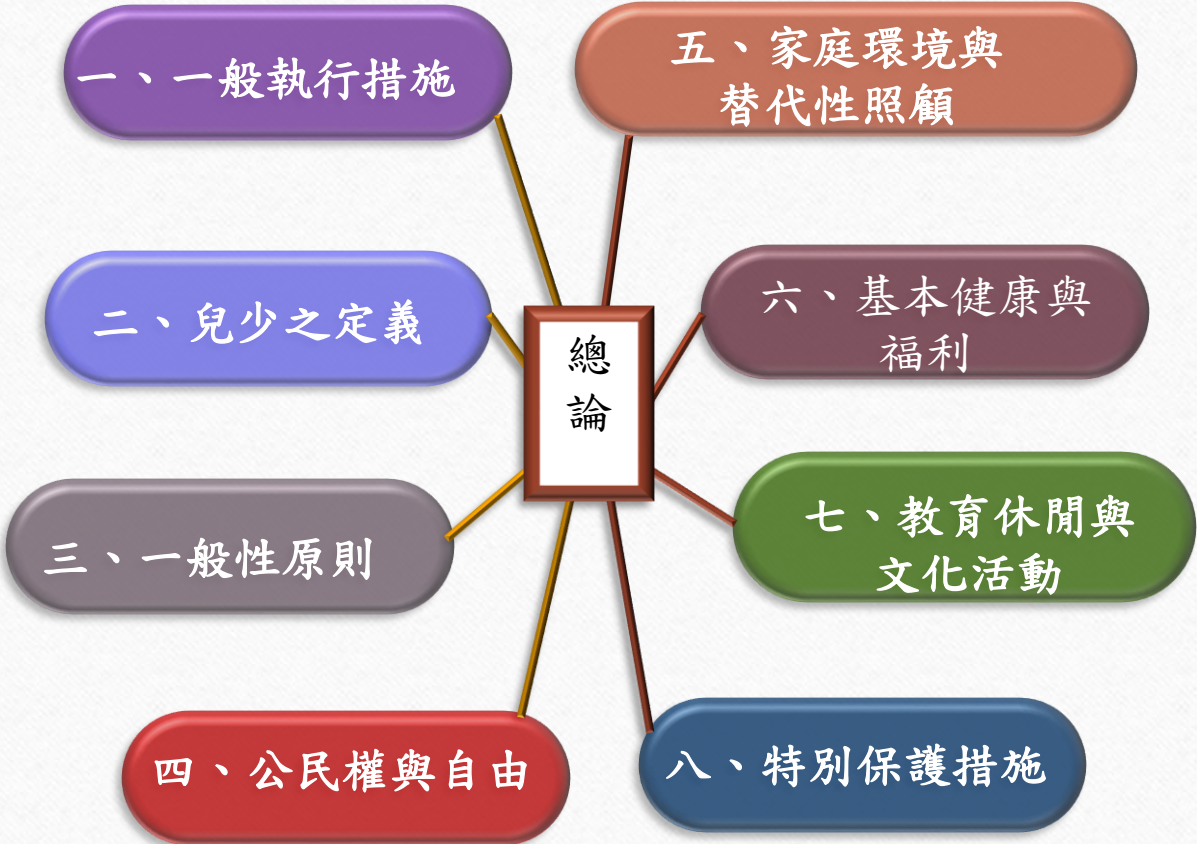 一、一般執行措施
二、兒少之定義
三、一般性原則
四、公民權與自由
總
論
五、家庭環境與
替代性照顧
六、基本健康與
福利
七、教育休閒與
文化活動
八、特別保護措施